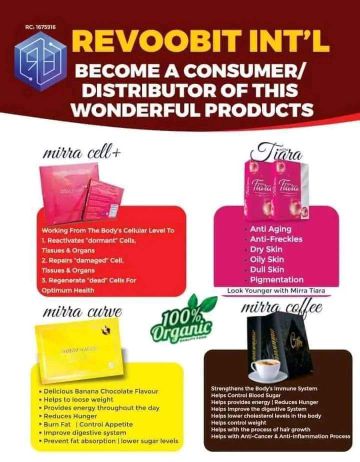 RC: 1675916
REVOOBIT INT'L
BECOME A CONSUMER/
DISTRIBUTOR OF THIS
WONDERFUL PRODUCTS
mirra cell+
Working From The Body's Cellular Level To
1. Reactivates "dormant" Cells,
Tissues & Organs
2. Repairs "damaged" Cell,
Tissues & Organs
3. Regenerate "dead" Cells For
Optimum Health
Tiara
Tiara
Tiara
• Anti Aging
• Anti-Freckles
• Dry Skin
• Oily Skin
• Dull Skin
• Pigmentation
Look Younger with Mirra Tiara
mirra curve
100%
Organic
• Delicious Banana Chocolate Flavour
• Helps to loose weight
• Provides energy throughout the day
• Reduces Hunger
• Burn Fat | Control Appetite
• Improve digestive system
• Prevent fat absorption | lower sugar levels
mirra coffee
Strengthens the Body's Immune System
Helps Control Blood Sugar
Helps provides energy | Reduces Hunger
Helps improve the digestive System
Helps lower cholesterol levels in the body
Helps control weight
Helps with the process of hair growth
Helps with Anti-Cancer & Anti-Inflamation Process